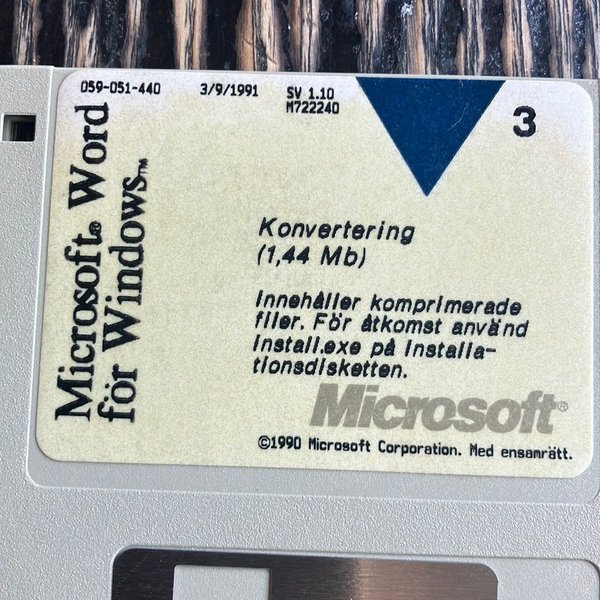 059-051-440 3/9/1991 SV 1.10
M722240
3
Microsoft® Word
för Windows™
Konvertering
(1,44 Mb)
Innehåller komprimerade
filer. För åtkomst använd
Install.exe på Installa-
tionsdisketten.
Microsoft®
©1990 Microsoft Corporation. Med ensamrätt.